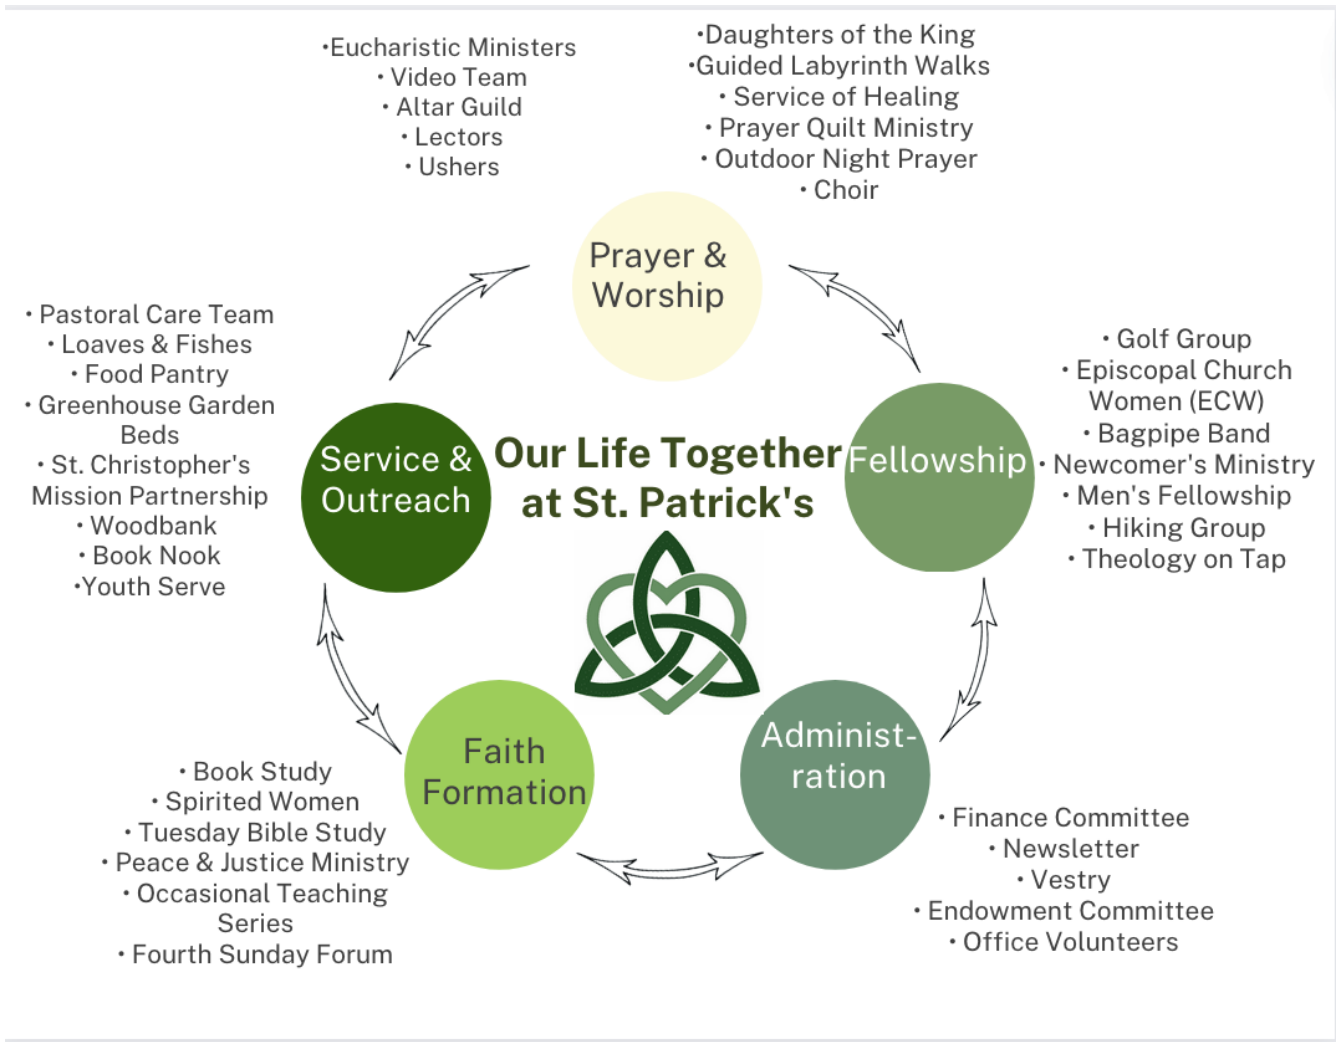 •Eucharistic Ministers
• Video Team
• Altar Guild
• Lectors
• Ushers
•Daughters of the King
•Guided Labyrinth Walks
• Service of Healing
• Prayer Quilt Ministry
• Outdoor Night Prayer
• Choir
Prayer &
Worship
• Pastoral Care Team
• Loaves & Fishes
• Food Pantry
• Greenhouse Garden
Beds
• St. Christopher's
Mission Partnership
• Woodbank
• Book Nook
•Youth Serve
Service &
Outreach
Our Life Together
at St. Patrick's
Fellowship
• Golf Group
• Episcopal Church
Women (ECW)
• Bagpipe Band
• Newcomer's Ministry
• Men's Fellowship
• Hiking Group
• Theology on Tap
Faith
Formation
• Book Study
• Spirited Women
• Tuesday Bible Study
• Peace & Justice Ministry
• Occasional Teaching
Series
• Fourth Sunday Forum
Administ-
ration
• Finance Committee
• Newsletter
• Vestry
• Endowment Committee
• Office Volunteers